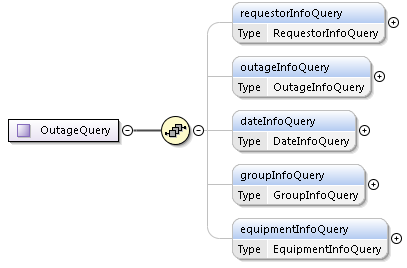 requestorInfoQuery
Type RequestorInfoQuery
outageInfoQuery
Type OutageInfoQuery
OutageQuery
dateInfoQuery
Type DateInfoQuery
groupInfoQuery
Type GroupInfoQuery
equipmentInfoQuery
Type EquipmentInfoQuery